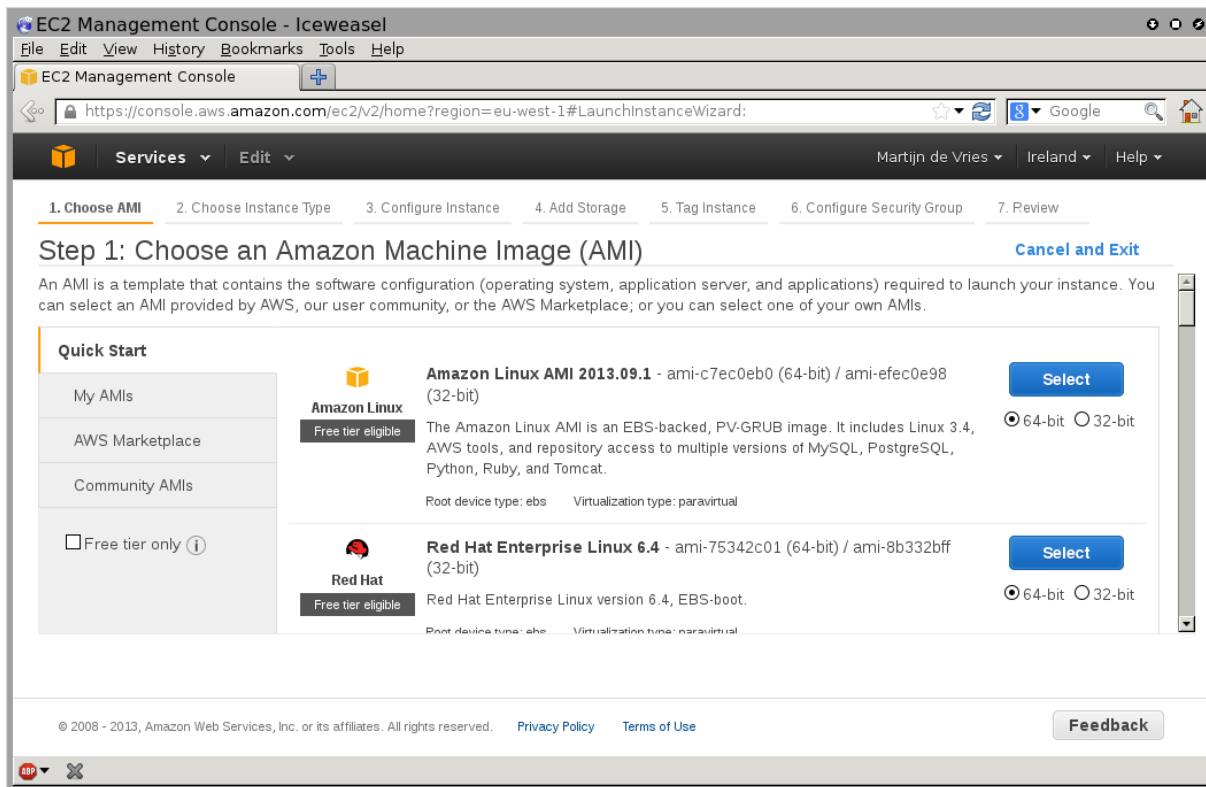 EC2 Management Console - Iceweasel
File Edit View History Bookmarks Tools Help
EC2 Management Console
https://console.aws.amazon.com/ec2/v2/home?region=eu-west-1#LaunchInstanceWizard:
8
Google
Services
Edit
Martijn de Vries
Ireland
Help
1. Choose AMI
2. Choose Instance Type
3. Configure Instance
4. Add Storage
5. Tag Instance
6. Configure Security Group
7. Review
Step 1: Choose an Amazon Machine Image (AMI)
Cancel and Exit
An AMI is a template that contains the software configuration (operating system, application server, and applications) required to launch your instance. You
can select an AMI provided by AWS, our user community, or the AWS Marketplace; or you can select one of your own AMIs.
Quick Start
My AMIs
AWS Marketplace
Community AMIs
Free tier only
i
Amazon Linux
Free tier eligible
Amazon Linux AMI 2013.09.1 - ami-c7ec0eb0 (64-bit) / ami-efec0e98
(32-bit)
The Amazon Linux AMI is an EBS-backed, PV-GRUB image. It includes Linux 3.4,
AWS tools, and repository access to multiple versions of MySQL, PostgreSQL,
Python, Ruby, and Tomcat.
Root device type: ebs Virtualization type: paravirtual
Select
64-bit 32-bit
Red Hat
Free tier eligible
Red Hat Enterprise Linux 6.4 - ami-75342c01 (64-bit) / ami-8b332bff
(32-bit)
Red Hat Enterprise Linux version 6.4, EBS-boot.
Root device type: ebs Virtualization type: paravirtual
Select
64-bit 32-bit
© 2008 - 2013, Amazon Web Services, Inc. or its affiliates. All rights reserved.
Privacy Policy
Terms of Use
Feedback
ABP